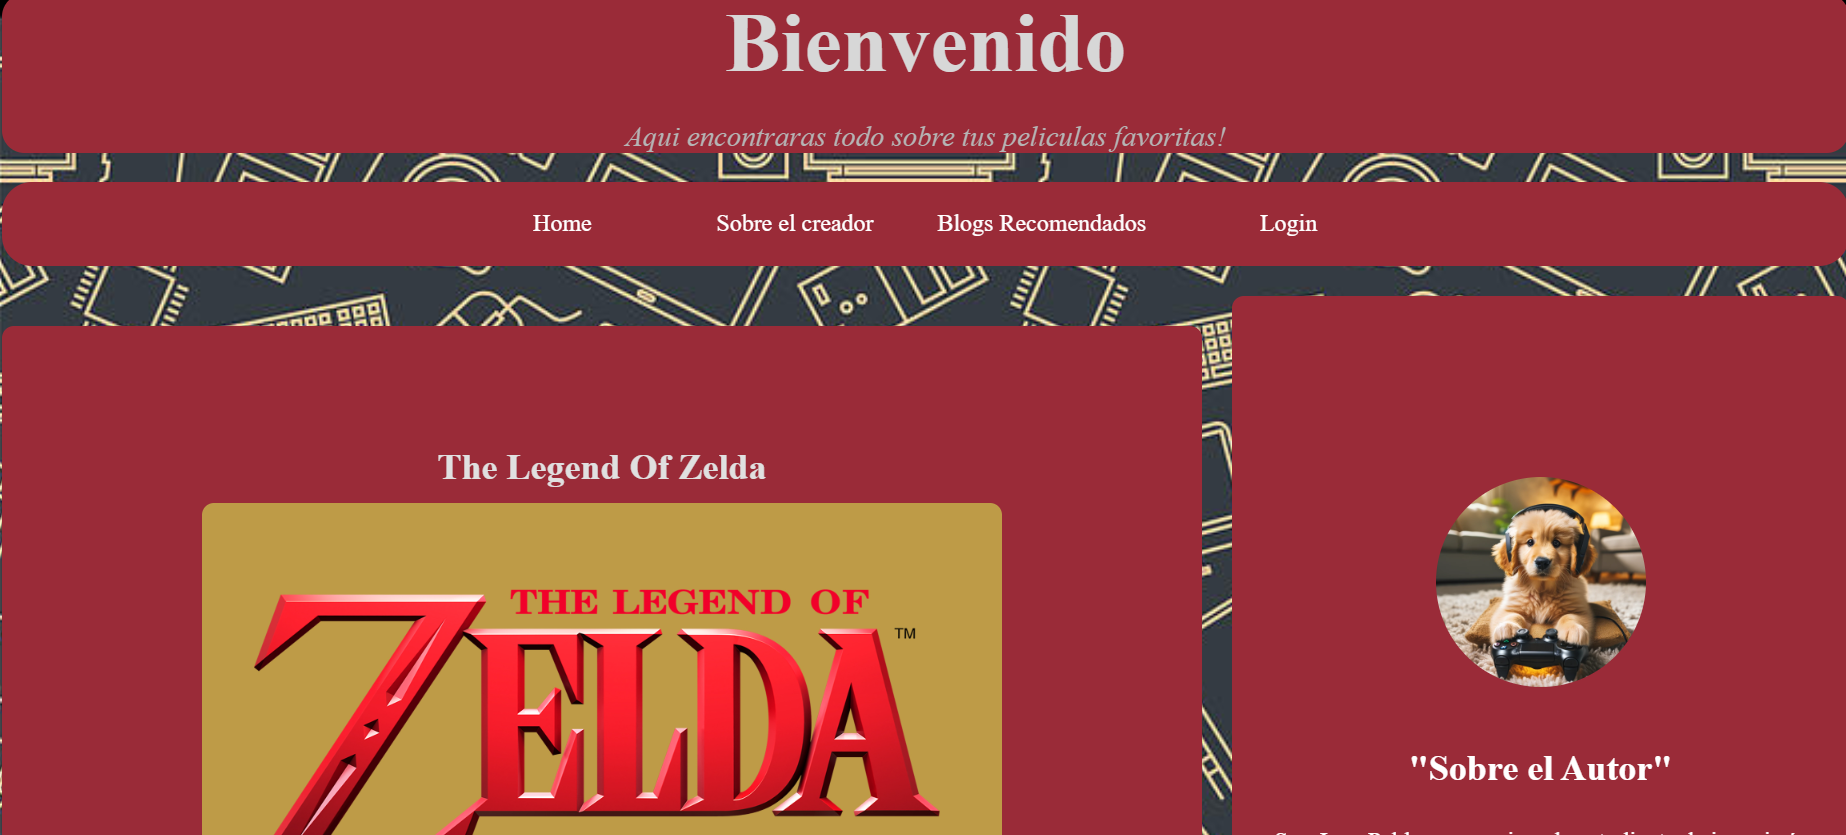 Bienvenido
Aqui encontraras todo sobre tus peliculas favoritas!
Home Sobre el creador Blogs Recomendados Login
The Legend Of Zelda
THE LEGEND OF
ZELDA TM
"Sobre el Autor"